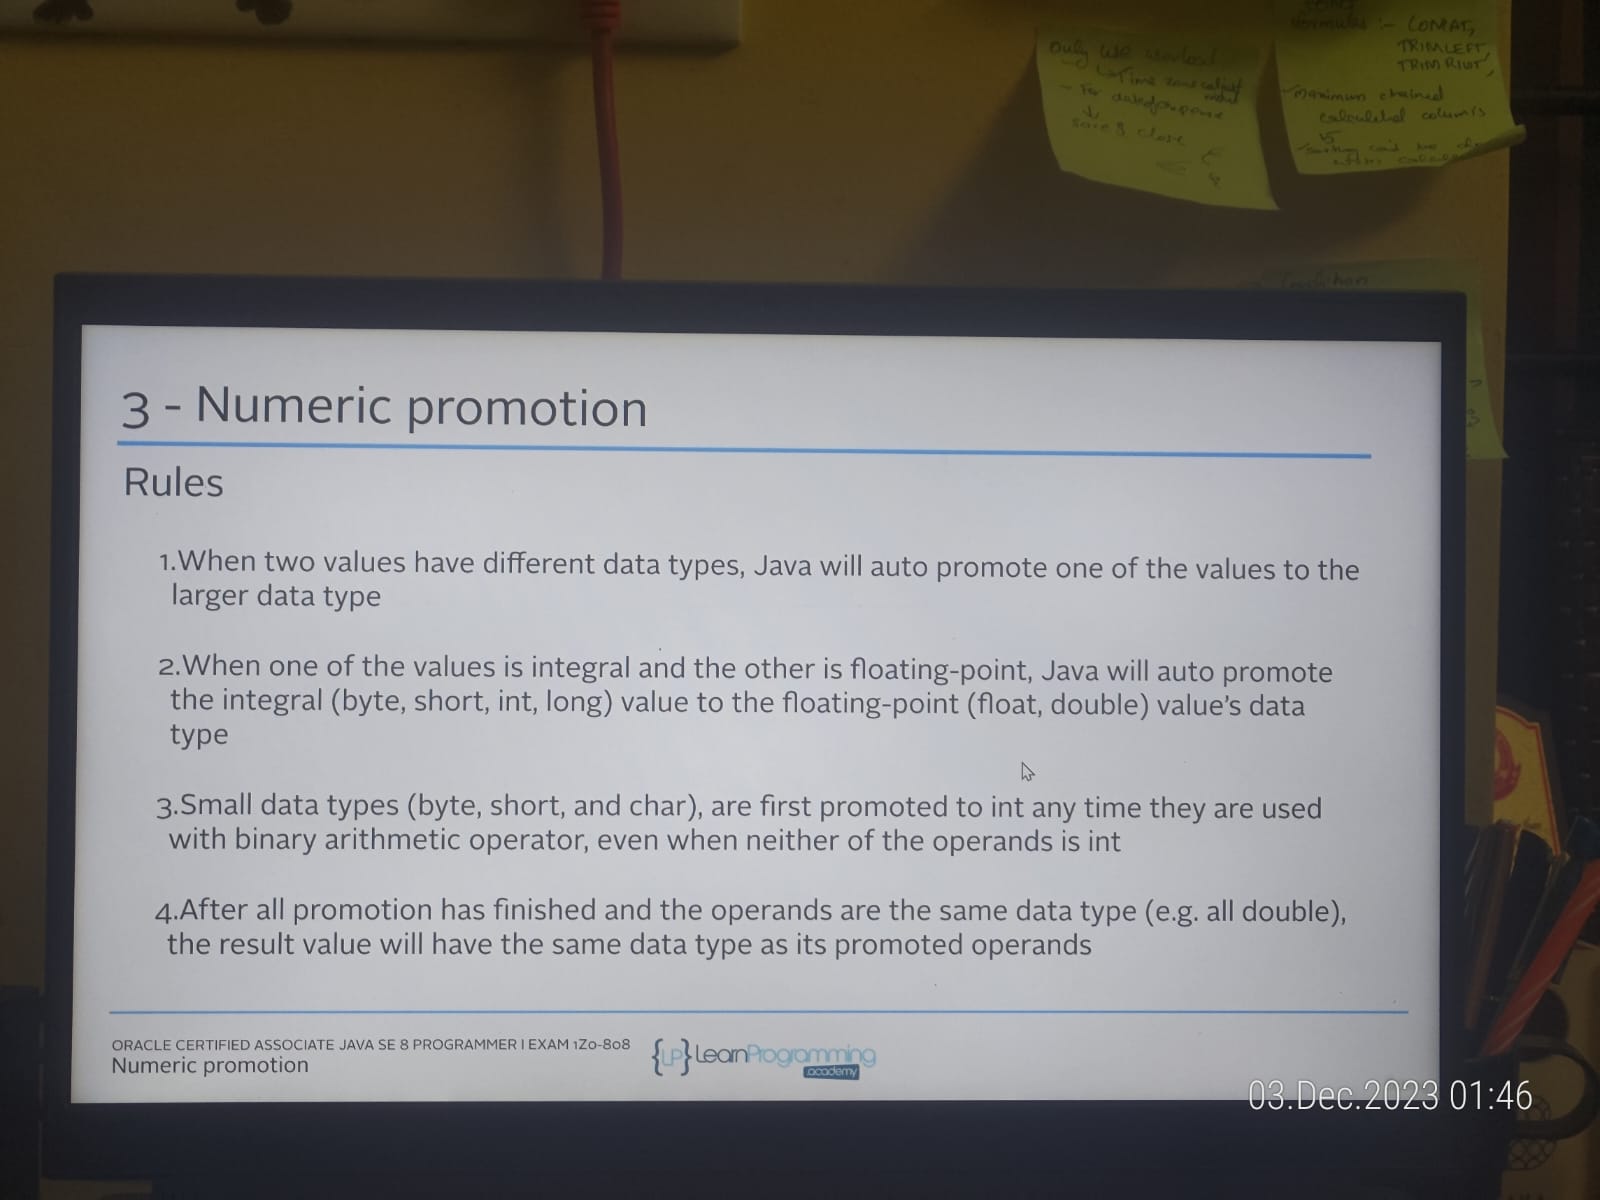 only use
Time zone
- For
save & close
formulas :- CONCAT,
TRIMLEFT,
TRIM RIGHT,
Maximum chained
calculated columns
3 - Numeric promotion
Rules
1.When two values have different data types, Java will auto promote one of the values to the
larger data type
2.When one of the values is integral and the other is floating-point, Java will auto promote
the integral (byte, short, int, long) value to the floating-point (float, double) value's data
type
3.Small data types (byte, short, and char), are first promoted to int any time they are used
with binary arithmetic operator, even when neither of the operands is int
4.After all promotion has finished and the operands are the same data type (e.g. all double),
the result value will have the same data type as its promoted operands
ORACLE CERTIFIED ASSOCIATE JAVA SE 8 PROGRAMMER I EXAM 1Z0-808
Numeric promotion
{LP} LearnProgramming
.academy
03.Dec.2023 01:46